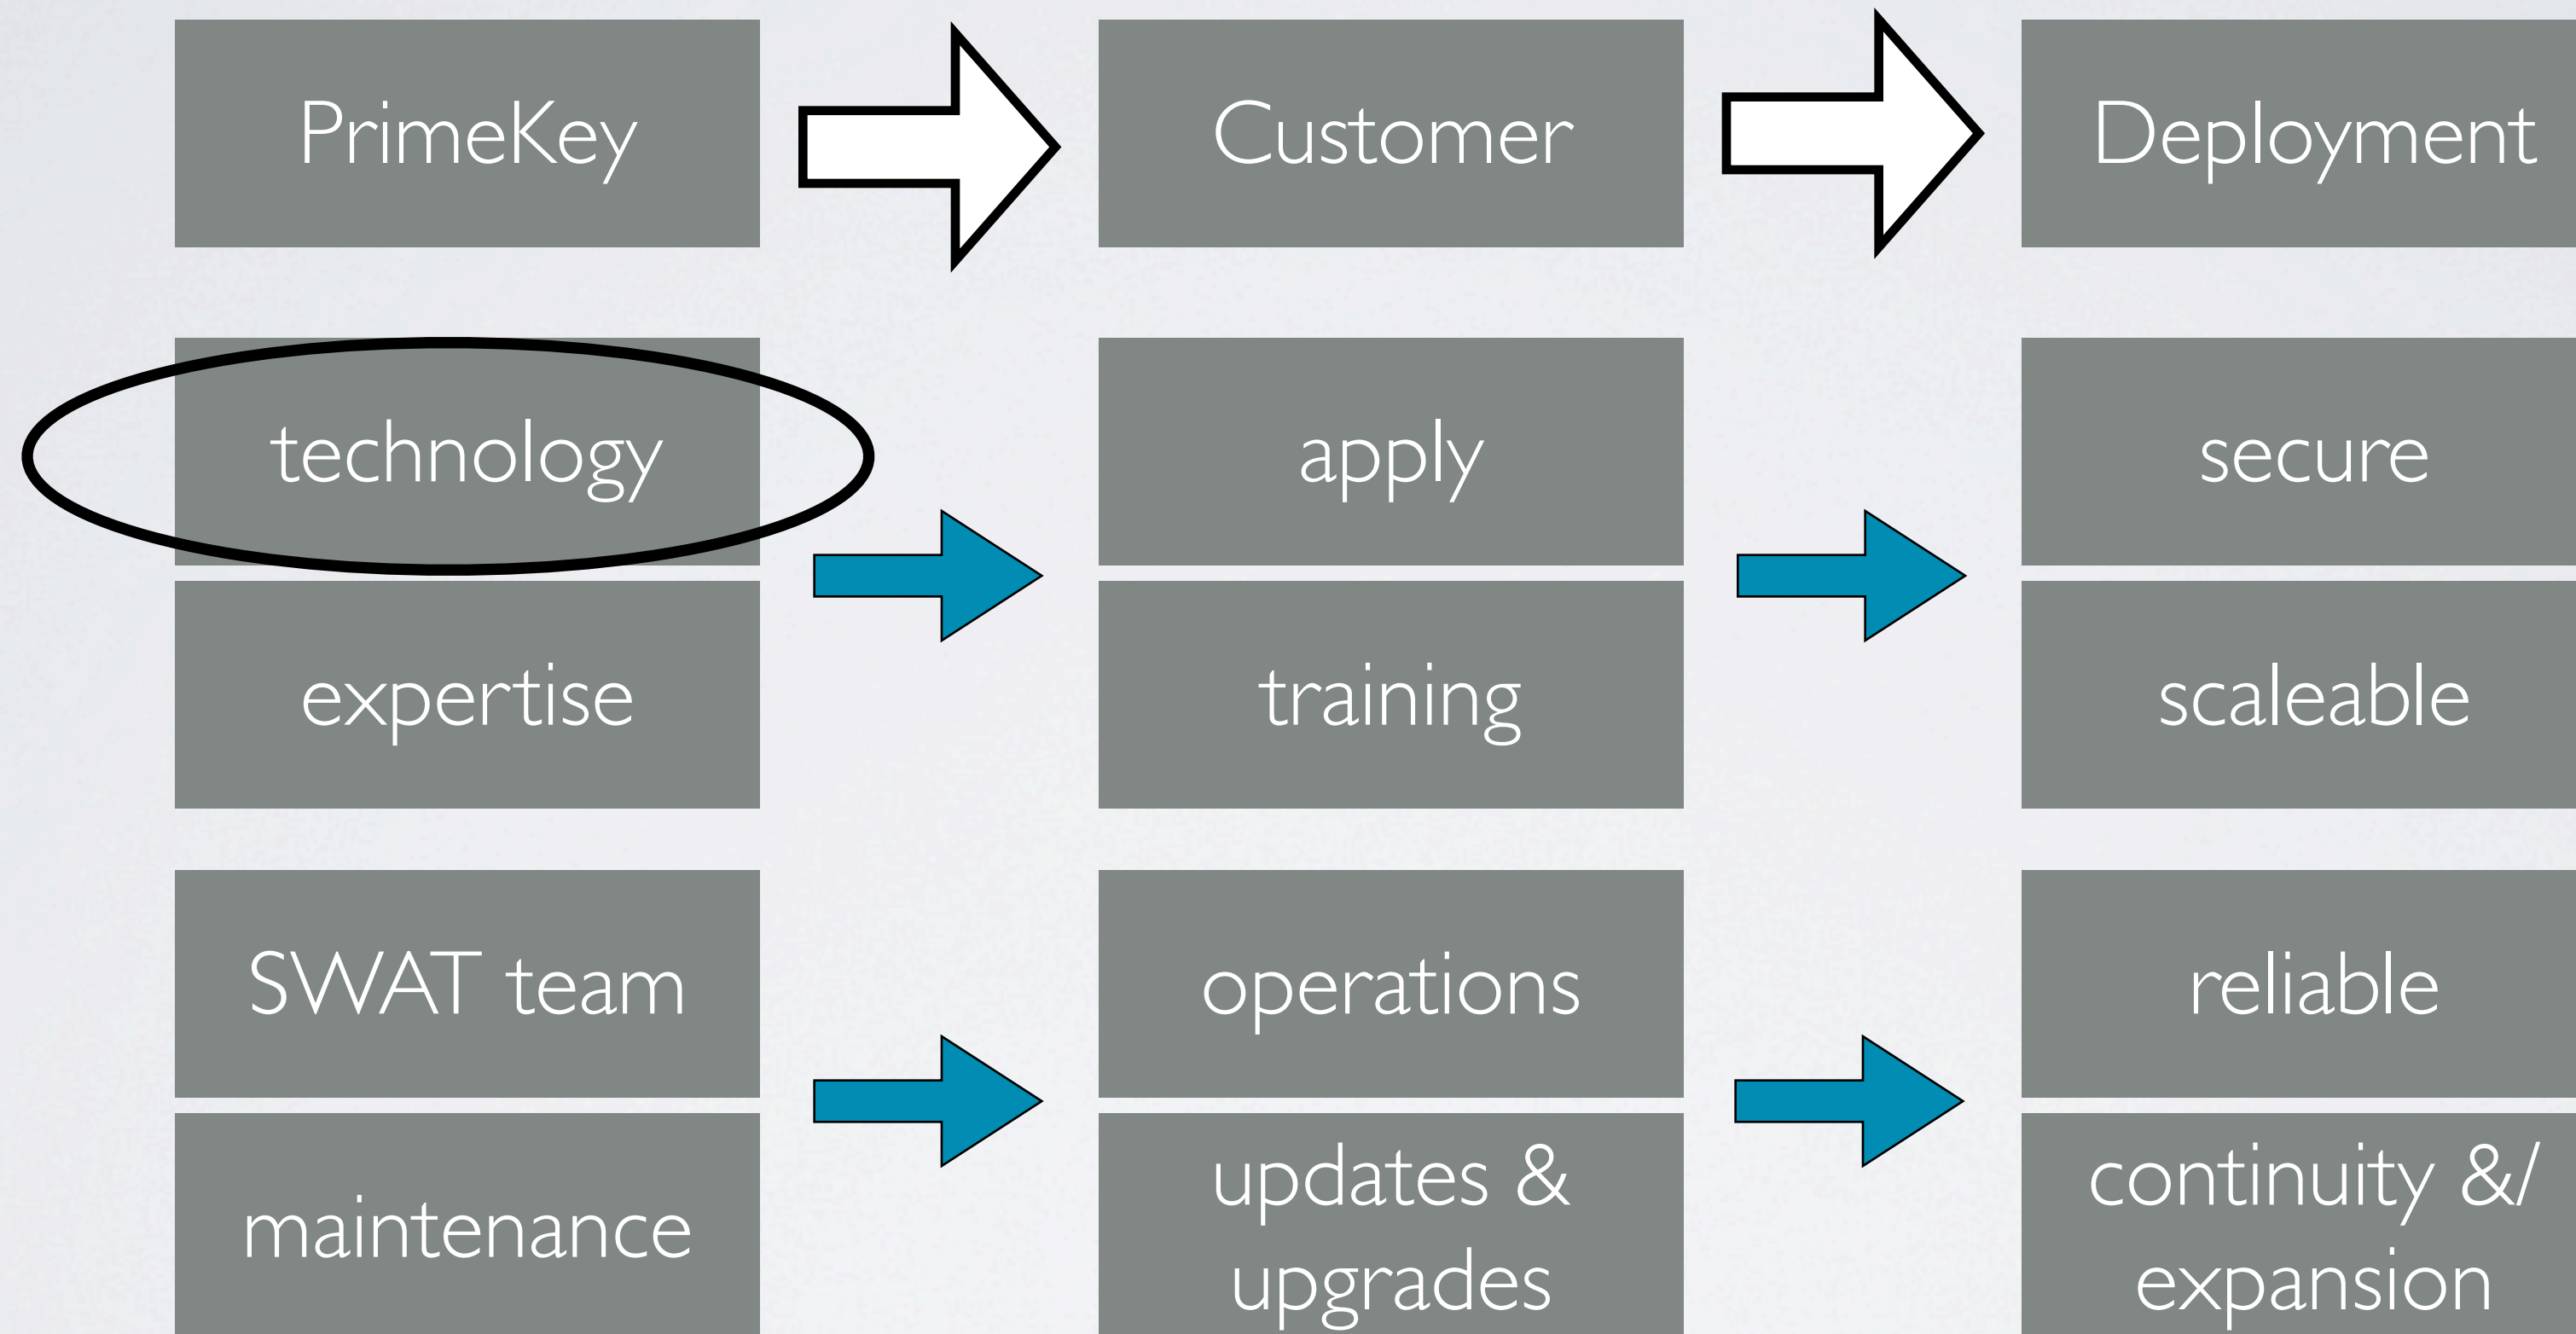 PrimeKey
Customer
Deployment
technology
apply
secure
expertise
training
scaleable
SWAT team
operations
reliable
maintenance
updates &
upgrades
continuity &/
expansion